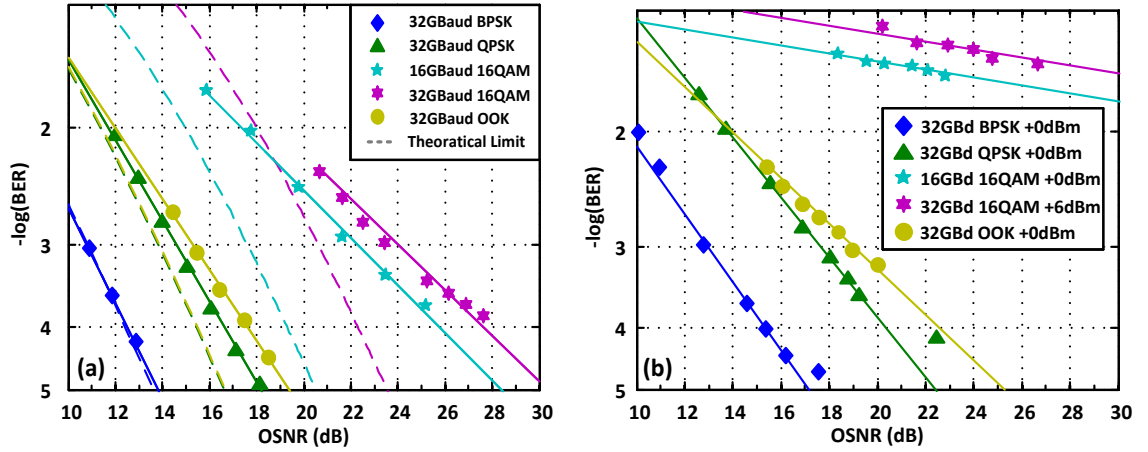 32GBaud BPSK
32GBaud QPSK
16GBaud 16QAM
32GBaud 16QAM
32GBaud OOK
Theoratical Limit
-log(BER)
2
3
4
5
(a)
10 12 14 16 18 20 22 24 26 28 30
OSNR (dB)
32GBd BPSK +0dBm
32GBd QPSK +0dBm
16GBd 16QAM +0dBm
32GBd 16QAM +6dBm
32GBd OOK +0dBm
-log(BER)
2
3
4
5
(b)
10 12 14 16 18 20 22 24 26 28 30
OSNR (dB)